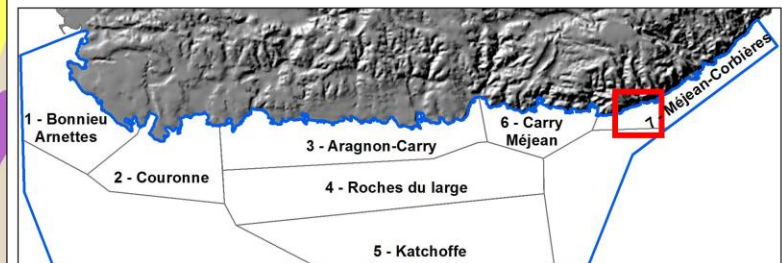 1 - Bonnieu
Arnettes
2 - Couronne
3 - Aragnon-Carry
4 - Roches du large
5 - Katchoffe
6 - Carry
Méjean
7 - Méjean-Corbières